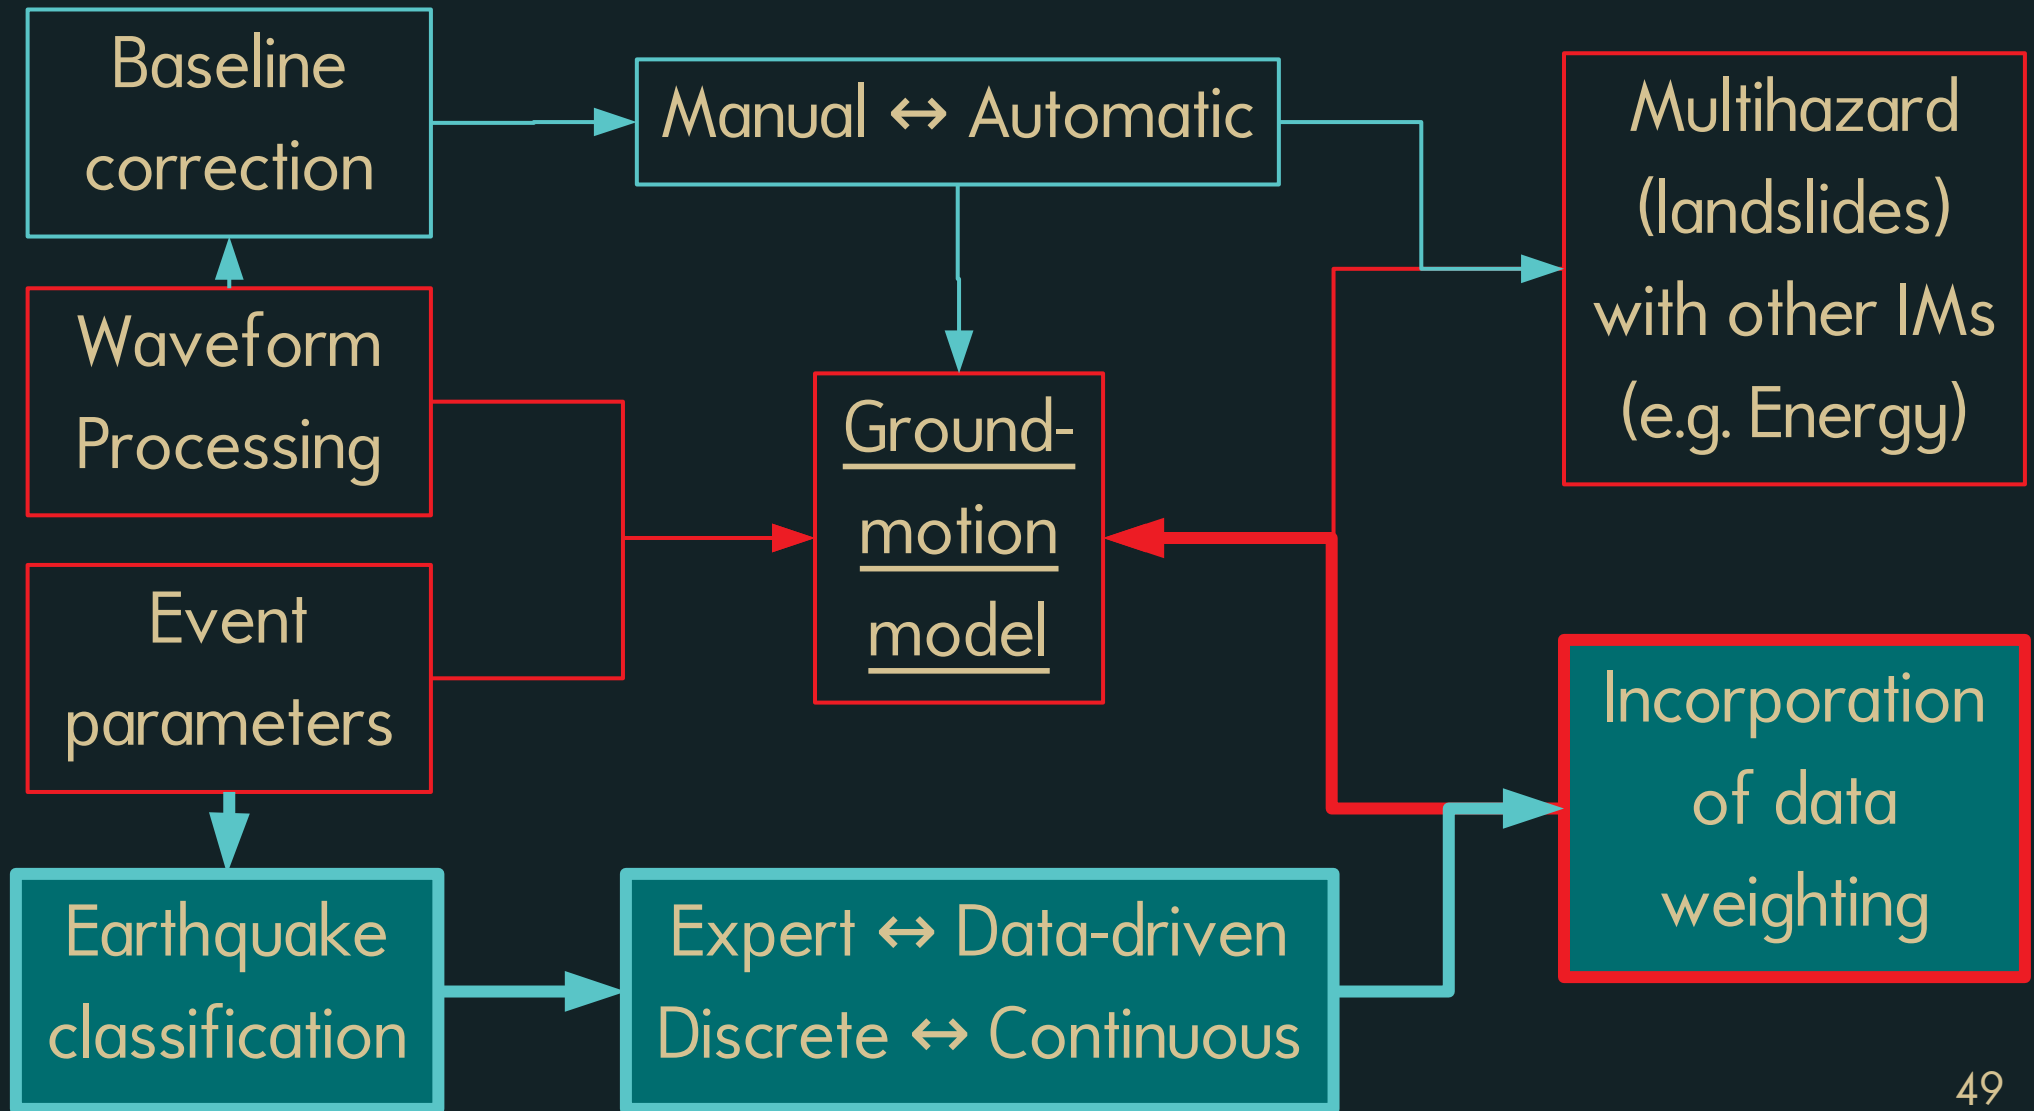 Baseline
correction
Manual ↔ Automatic
Multihazard
(landslides)
with other IMs
(e.g. Energy)
Waveform
Processing
Ground-
motion
model
Event
parameters
Incorporation
of data
weighting
Earthquake
classification
Expert ↔ Data-driven
Discrete ↔ Continuous
49